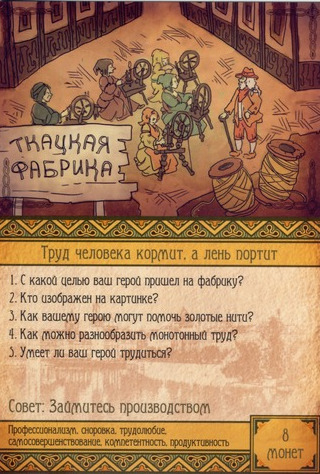 ТКАЦКАЯ
ФАБРИКА
Труд человека кормит, а лень портит
1. С какой целью ваш герой пришел на фабрику?
2. Кто изображен на картинке?
3. Как вашему герою могут помочь золотые нити?
4. Как можно разнообразить монотонный труд?
5. Умеет ли ваш герой трудиться?
Совет: Займитесь производством
Профессионализм, сноровка, трудолюбие,
самосовершенствование, компетентность, продуктивность
8
монет